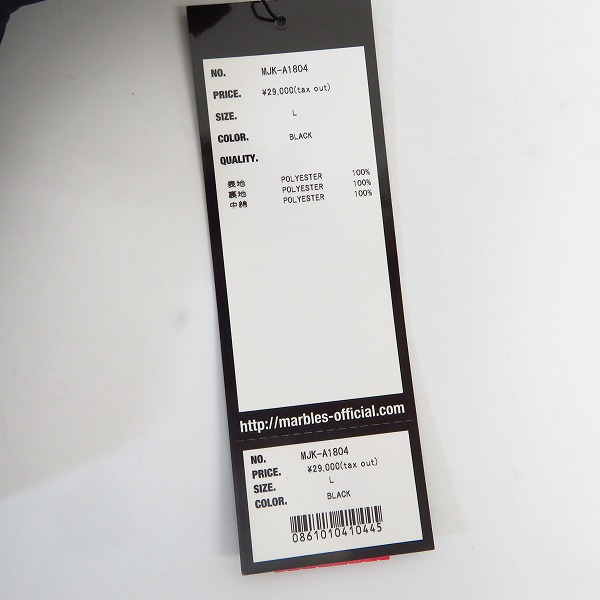 NO. MJK-A1804
PRICE. ¥29,000(tax out)
SIZE. L
COLOR. BLACK
QUALITY.
表地 POLYESTER 100%
裏地 POLYESTER 100%
中綿 POLYESTER 100%
http://marbles-official.com
NO. MJK-A1804
PRICE. ¥29,000(tax out)
SIZE. L
COLOR. BLACK
0861010410445